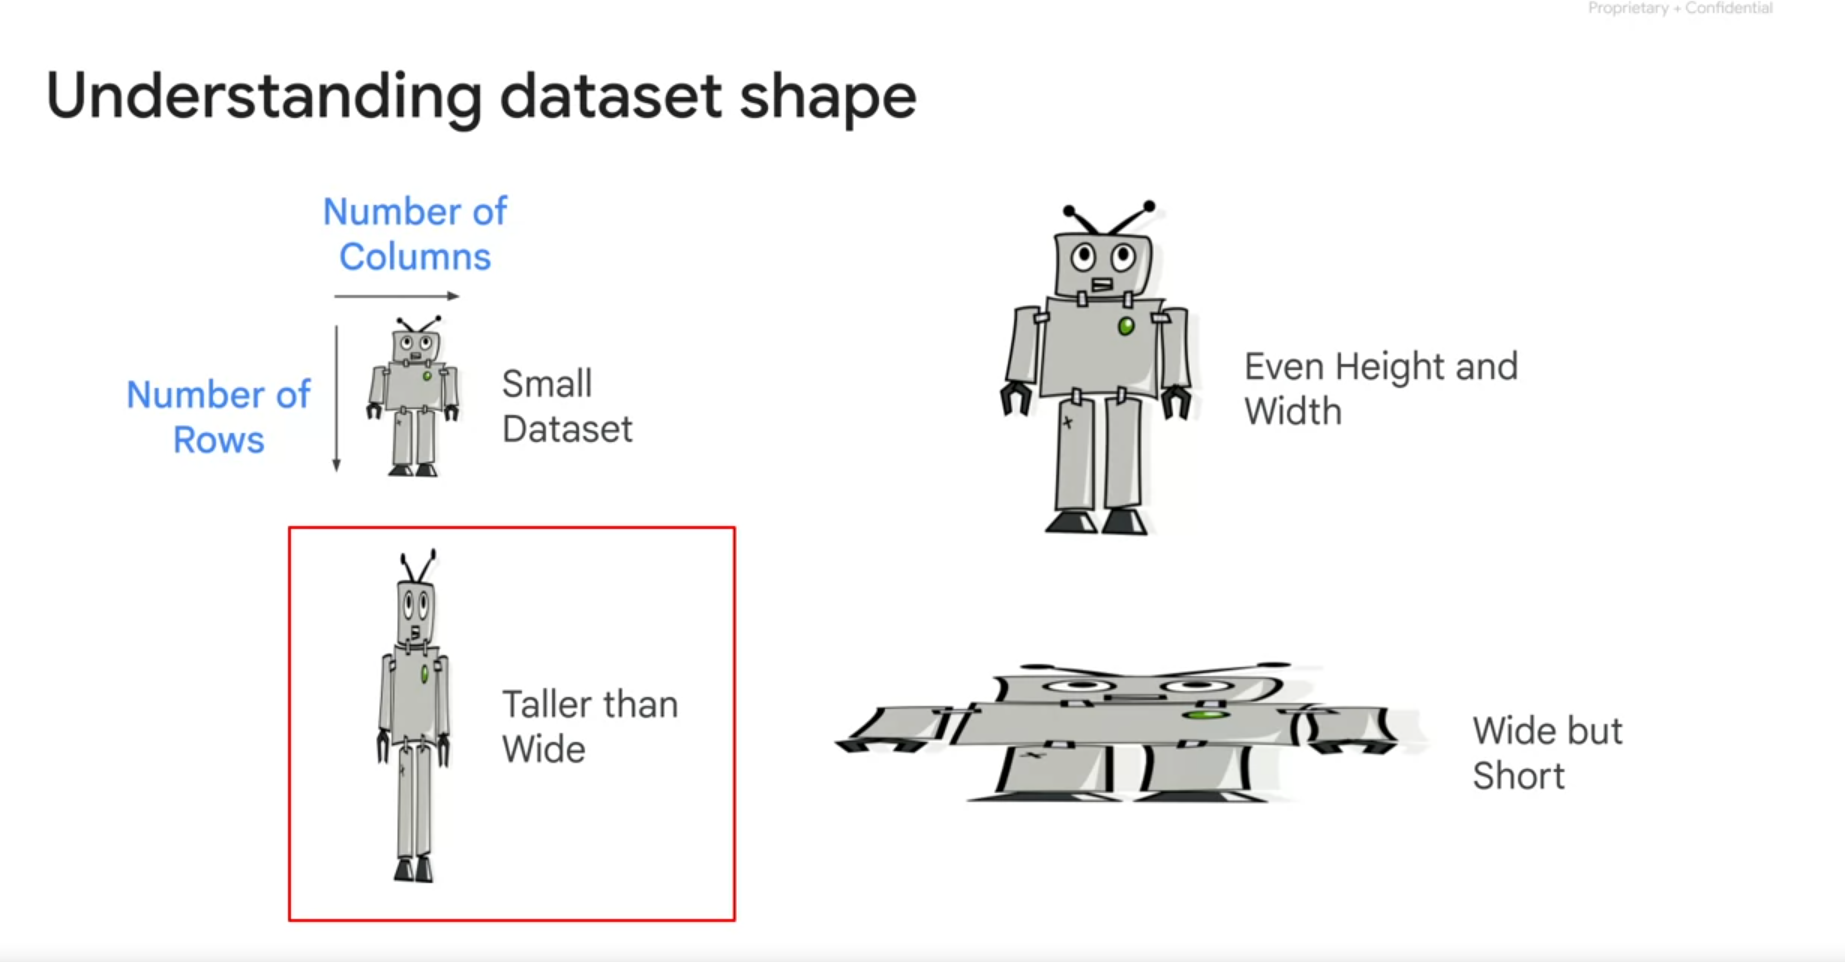 Proprietary + Confidential
Understanding dataset shape
Number of
Columns
Number of
Rows
Small
Dataset
Even Height and
Width
Taller than
Wide
Wide but
Short